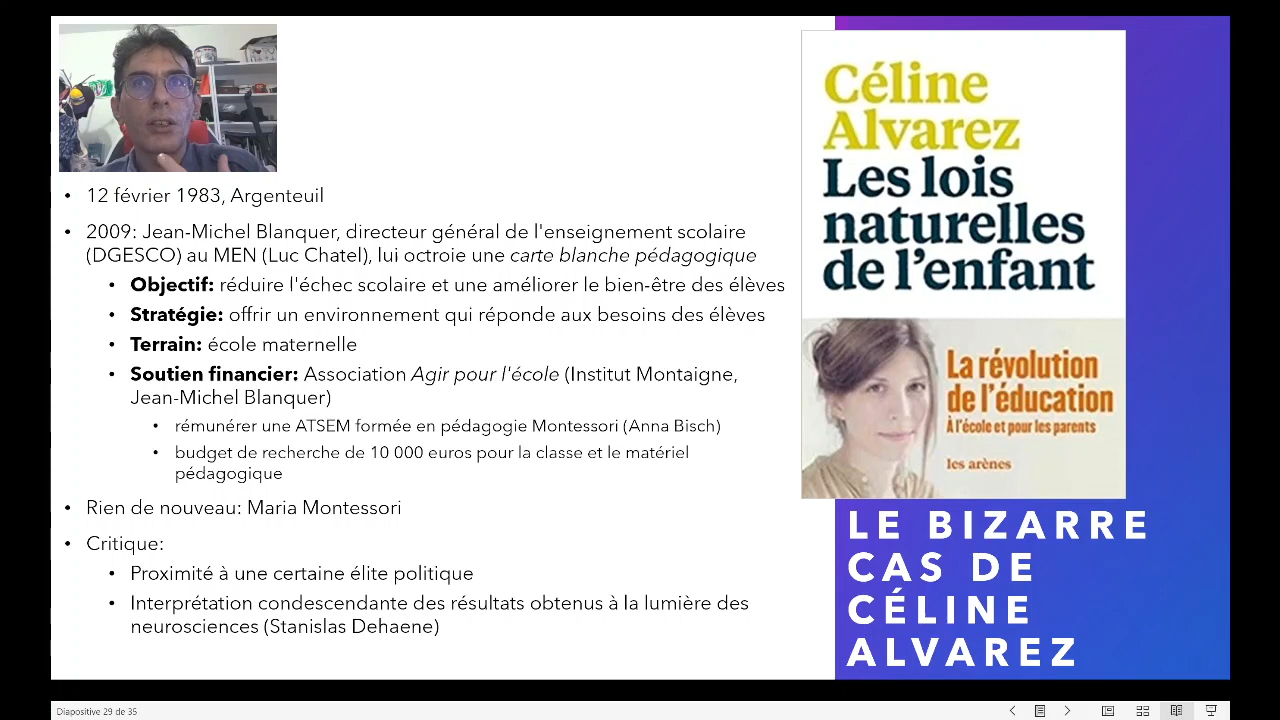 12 février 1983, Argenteuil
2009: Jean-Michel Blanquer, directeur général de l'enseignement scolaire
(DGESCO) au MEN (Luc Chatel), lui octroie une carte blanche pédagogique
Objectif: réduire l'échec scolaire et une améliorer le bien-être des élèves
Stratégie: offrir un environnement qui réponde aux besoins des élèves
Terrain: école maternelle
Soutien financier: Association Agir pour l'école (Institut Montaigne,
Jean-Michel Blanquer)
rémunérer une ATSEM formée en pédagogie Montessori (Anna Bisch)
budget de recherche de 10 000 euros pour la classe et le matériel
pédagogique
Rien de nouveau: Maria Montessori
Critique:
Proximité à une certaine élite politique
Interprétation condescendante des résultats obtenus à la lumière des
neurosciences (Stanislas Dehaene)
Céline
Alvarez
Les lois
naturelles
de l'enfant
La révolution
de l'éducation
À l'école et pour les parents
les arènes
LE BIZARRE
CAS DE
CÉLINE
ALVAREZ
Diapositive 29 de 35